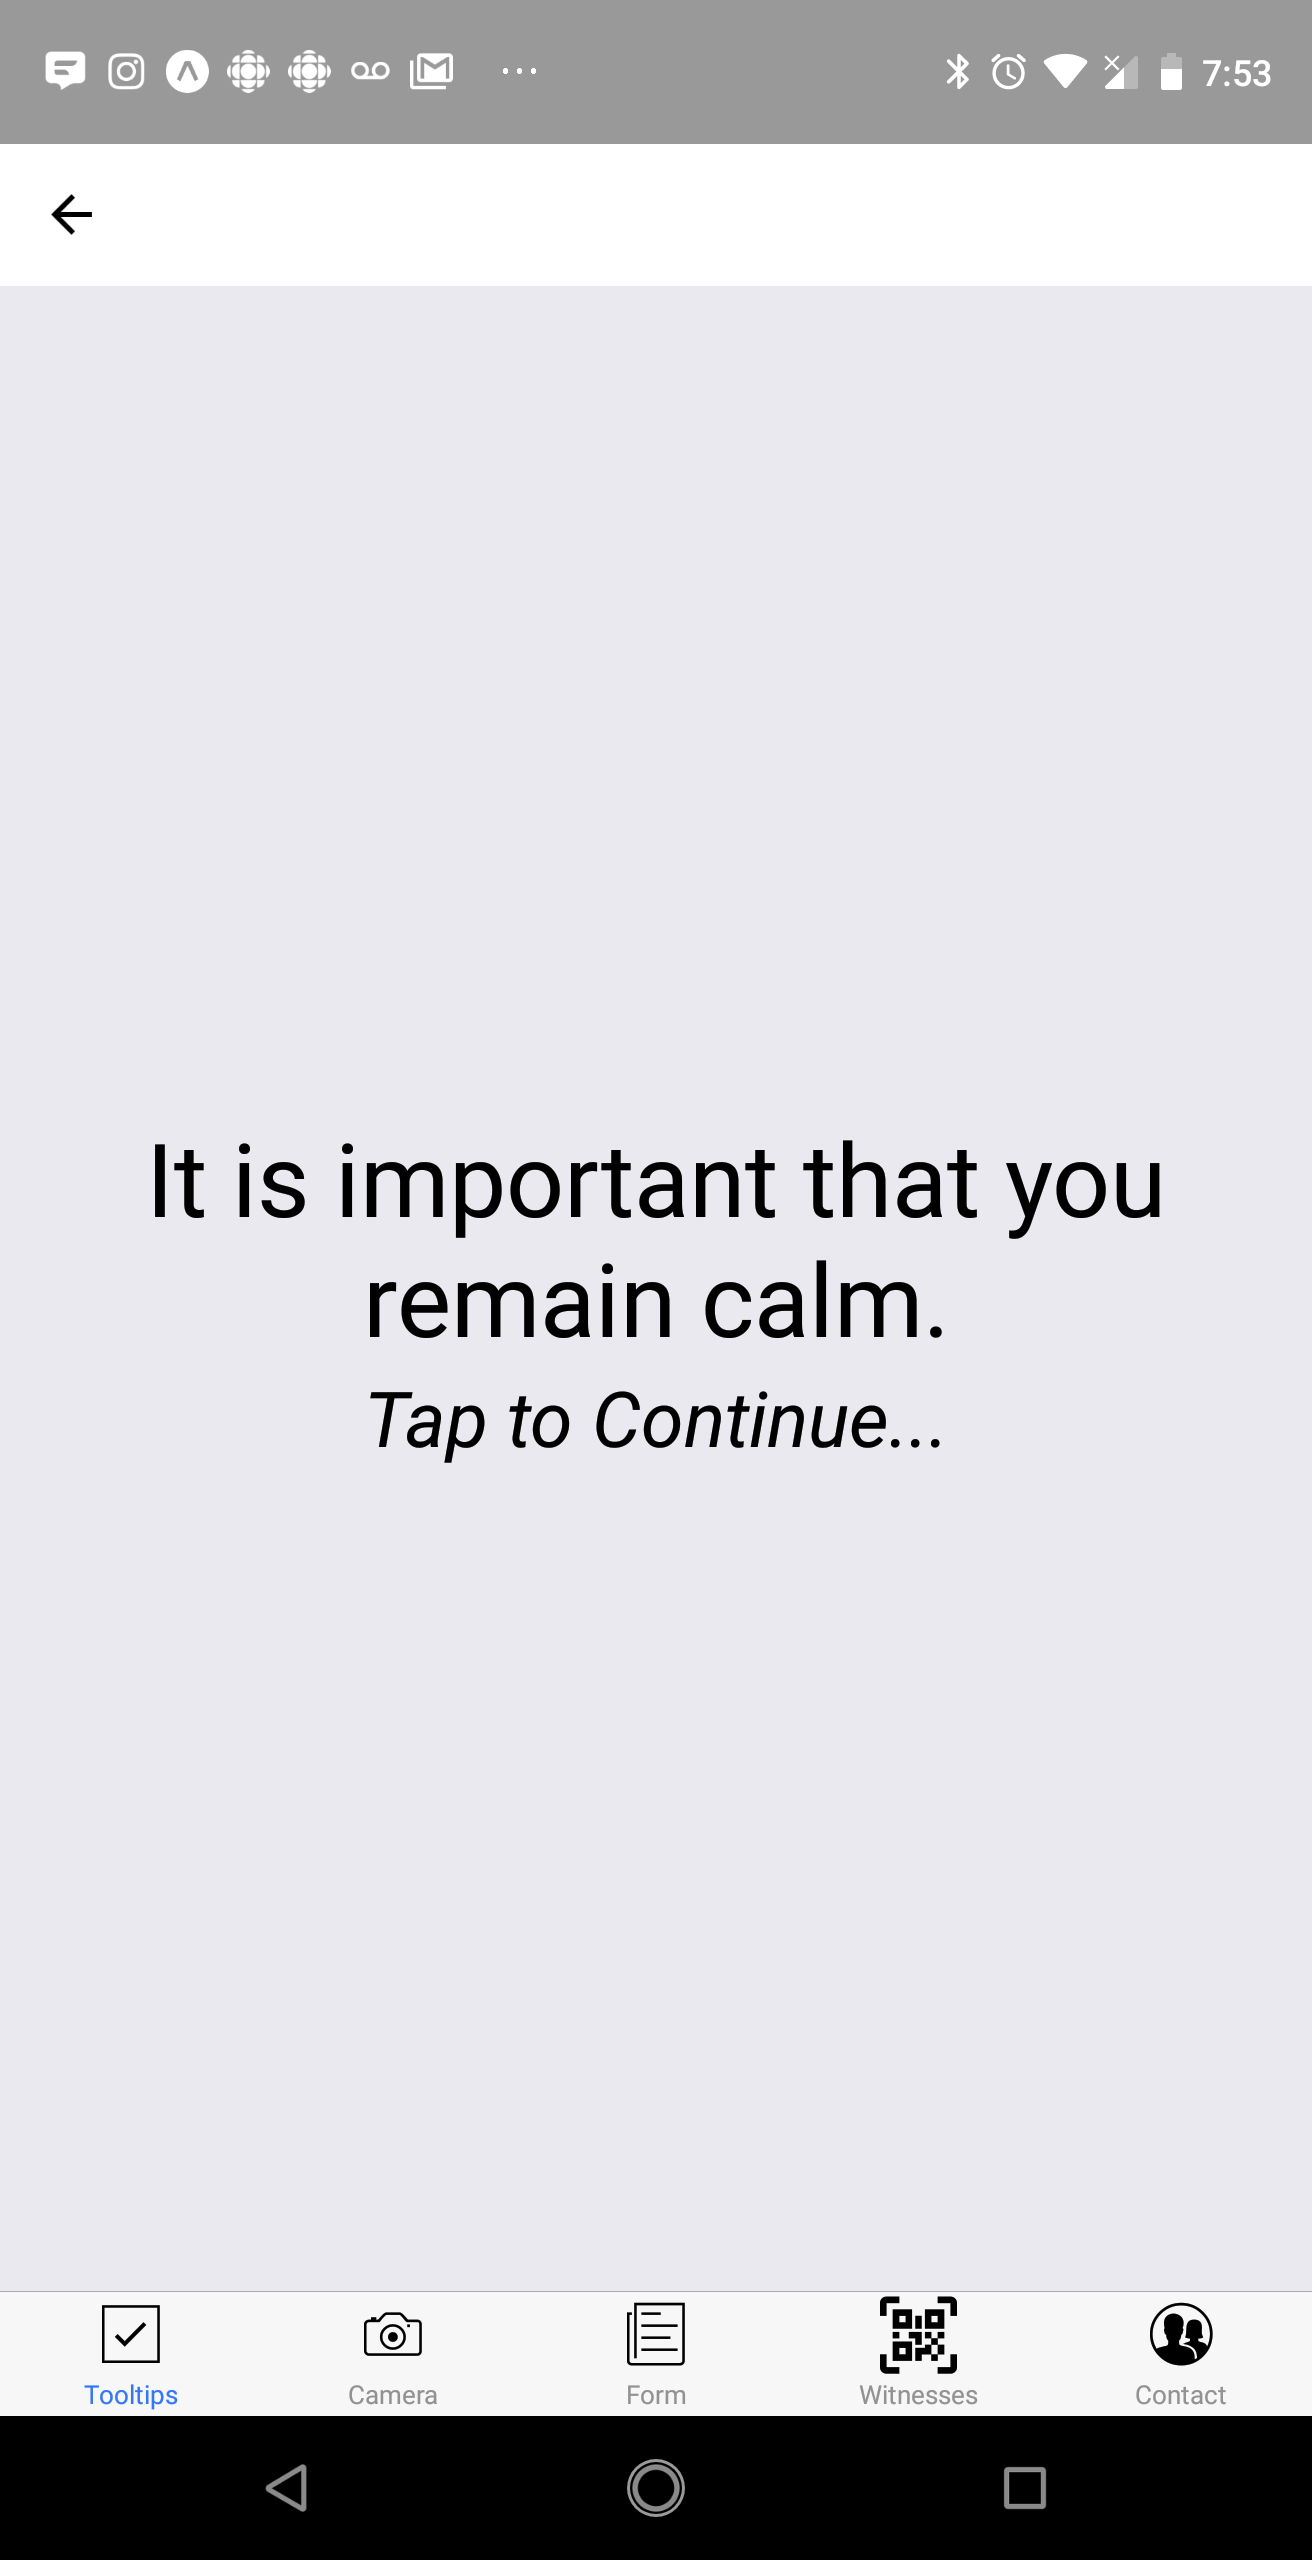 7:53
It is important that you
remain calm.
Tap to Continue...
Tooltips Camera Form Witnesses Contact